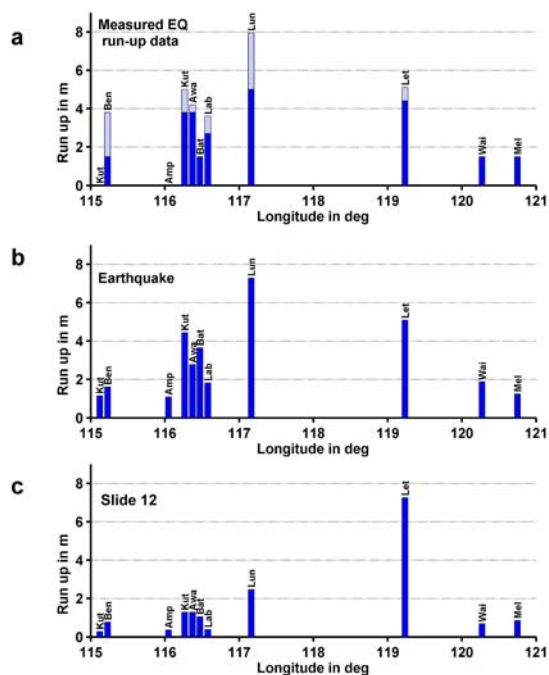 a
Measured EQ
run-up data
Run up in m
8
6
4
2
0
Kut
Ben
Amp
Kut
Awa
Bat
Lab
Lun
Let
Wai
Mel
115 116 117 118 119 120 121
Longitude in deg
b
Earthquake
Run up in m
8
6
4
2
0
Kut
Ben
Amp
Kut
Awa
Bat
Lab
Lun
Let
Wai
Mel
115 116 117 118 119 120 121
Longitude in deg
c
Slide 12
Run up in m
8
6
4
2
0
Kut
Ben
Amp
Kut
Awa
Bat
Lab
Lun
Let
Wai
Mel
115 116 117 118 119 120 121
Longitude in deg